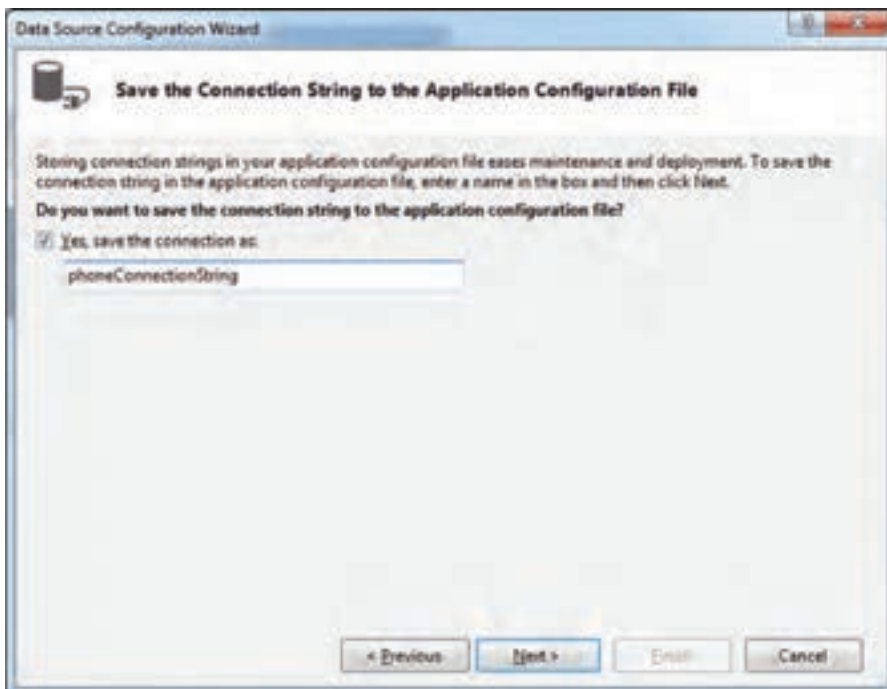 Data Source Configuration Wizard
Save the Connection String to the Application Configuration File
Storing connection strings in your application configuration file eases maintenance and deployment. To save the
connection string in the application configuration file, enter a name in the box and then click Next.
Do you want to save the connection string to the application configuration file?
Yes, save the connection as:
phoneConnectionString
< Previous
Next >
Finish
Cancel